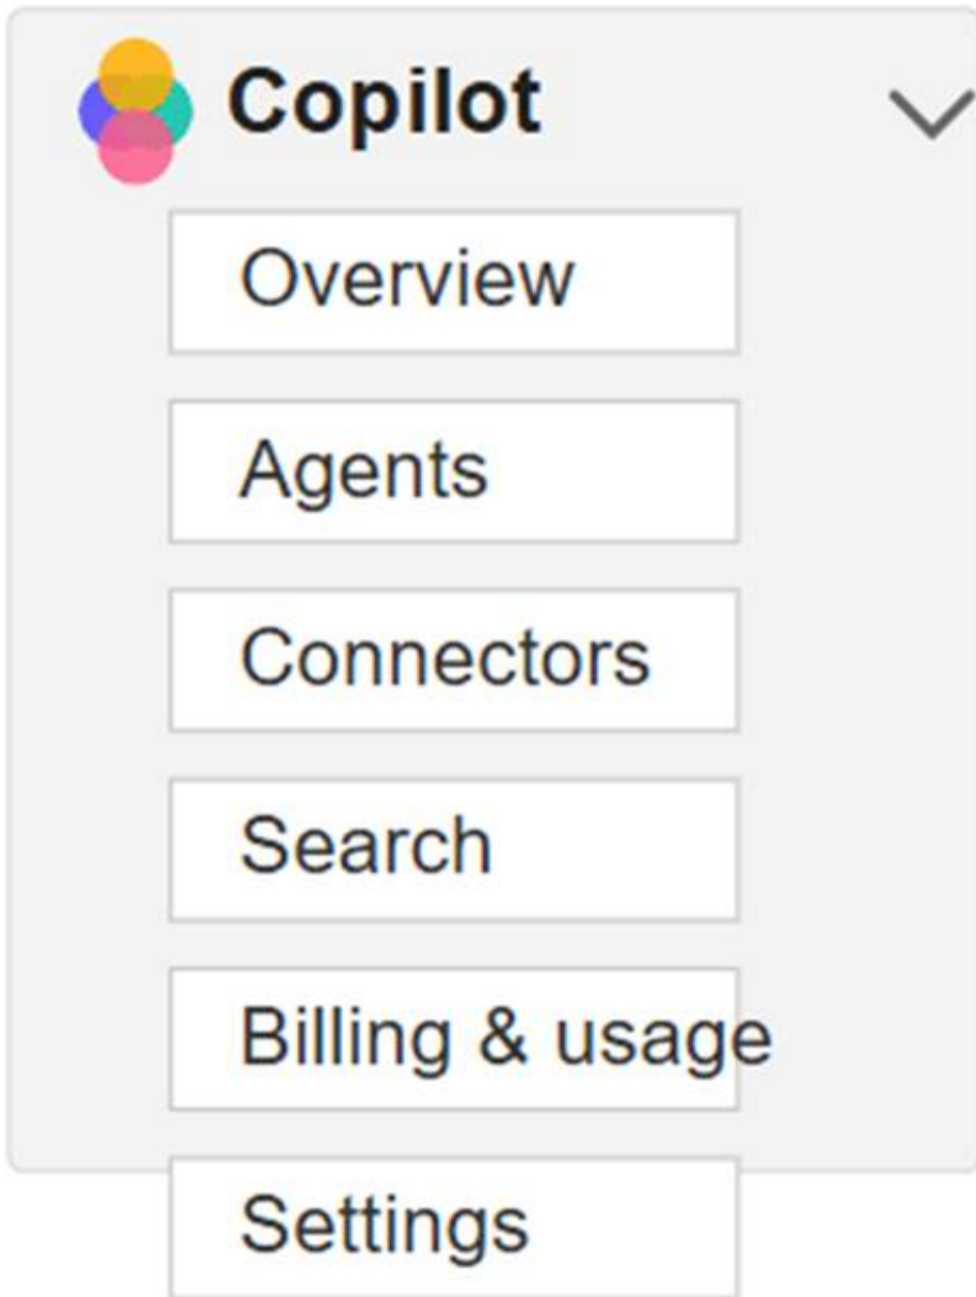 Copilot
Overview
Agents
Connectors
Search
Billing & usage
Settings